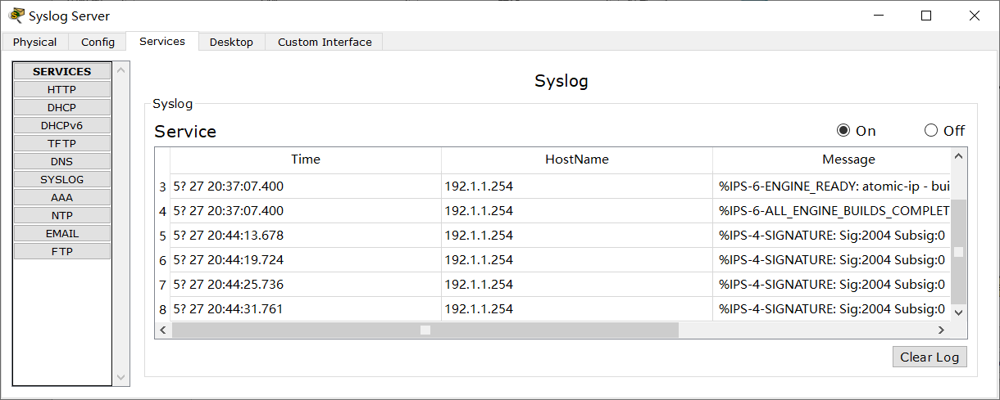 Syslog Server
Physical Config Services Desktop Custom Interface
SERVICES
HTTP
DHCP
DHCPv6
TFTP
DNS
SYSLOG
AAA
NTP
EMAIL
FTP
Syslog
Syslog
Service On Off
Time HostName Message
3 5? 27 20:37:07.400 192.1.1.254 %IPS-6-ENGINE_READY: atomic-ip - bui
4 5? 27 20:37:07.400 192.1.1.254 %IPS-6-ALL_ENGINE_BUILDS_COMPLET
5 5? 27 20:44:13.678 192.1.1.254 %IPS-4-SIGNATURE: Sig:2004 Subsig:0
6 5? 27 20:44:19.724 192.1.1.254 %IPS-4-SIGNATURE: Sig:2004 Subsig:0
7 5? 27 20:44:25.736 192.1.1.254 %IPS-4-SIGNATURE: Sig:2004 Subsig:0
8 5? 27 20:44:31.761 192.1.1.254 %IPS-4-SIGNATURE: Sig:2004 Subsig:0
Clear Log